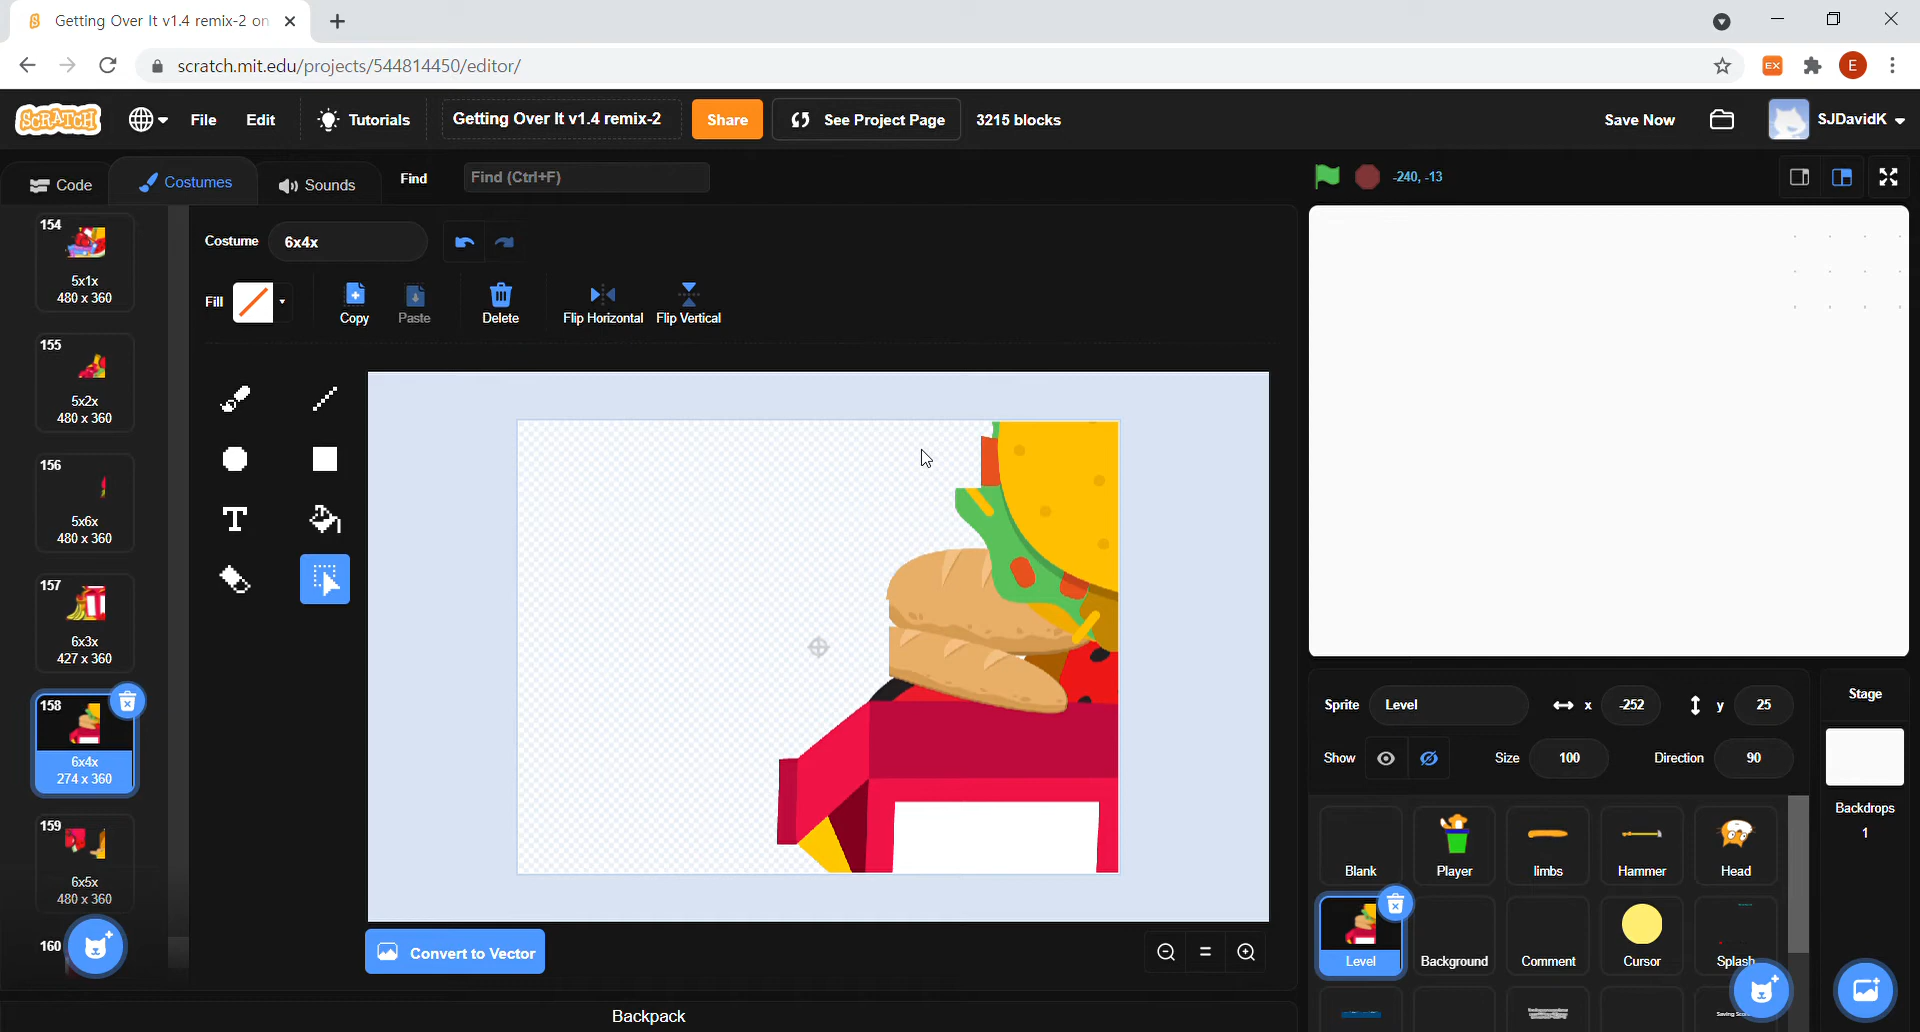 Getting Over It v1.4 remix-2 on
scratch.mit.edu/projects/544814450/editor/
EX
E
SCRATCH
File
Edit
Tutorials
Getting Over It v1.4 remix-2
Share
See Project Page
3215 blocks
Save Now
SJDavidK
Code
Costumes
Sounds
Find
Find (Ctrl+F)
-240, -13
154
5x1x
480 x 360
155
5x2x
480 x 360
156
5x6x
480 x 360
157
6x3x
427 x 360
158
6x4x
274 x 360
159
6x5x
480 x 360
160
Costume
6x4x
Fill
Copy
Paste
Delete
Flip Horizontal
Flip Vertical
T
Convert to Vector
Backpack
Sprite
Level
x
-252
y
25
Show
Size
100
Direction
90
Blank
Player
limbs
Hammer
Head
Level
Background
Comment
Cursor
Splash
Stage
Backdrops
1